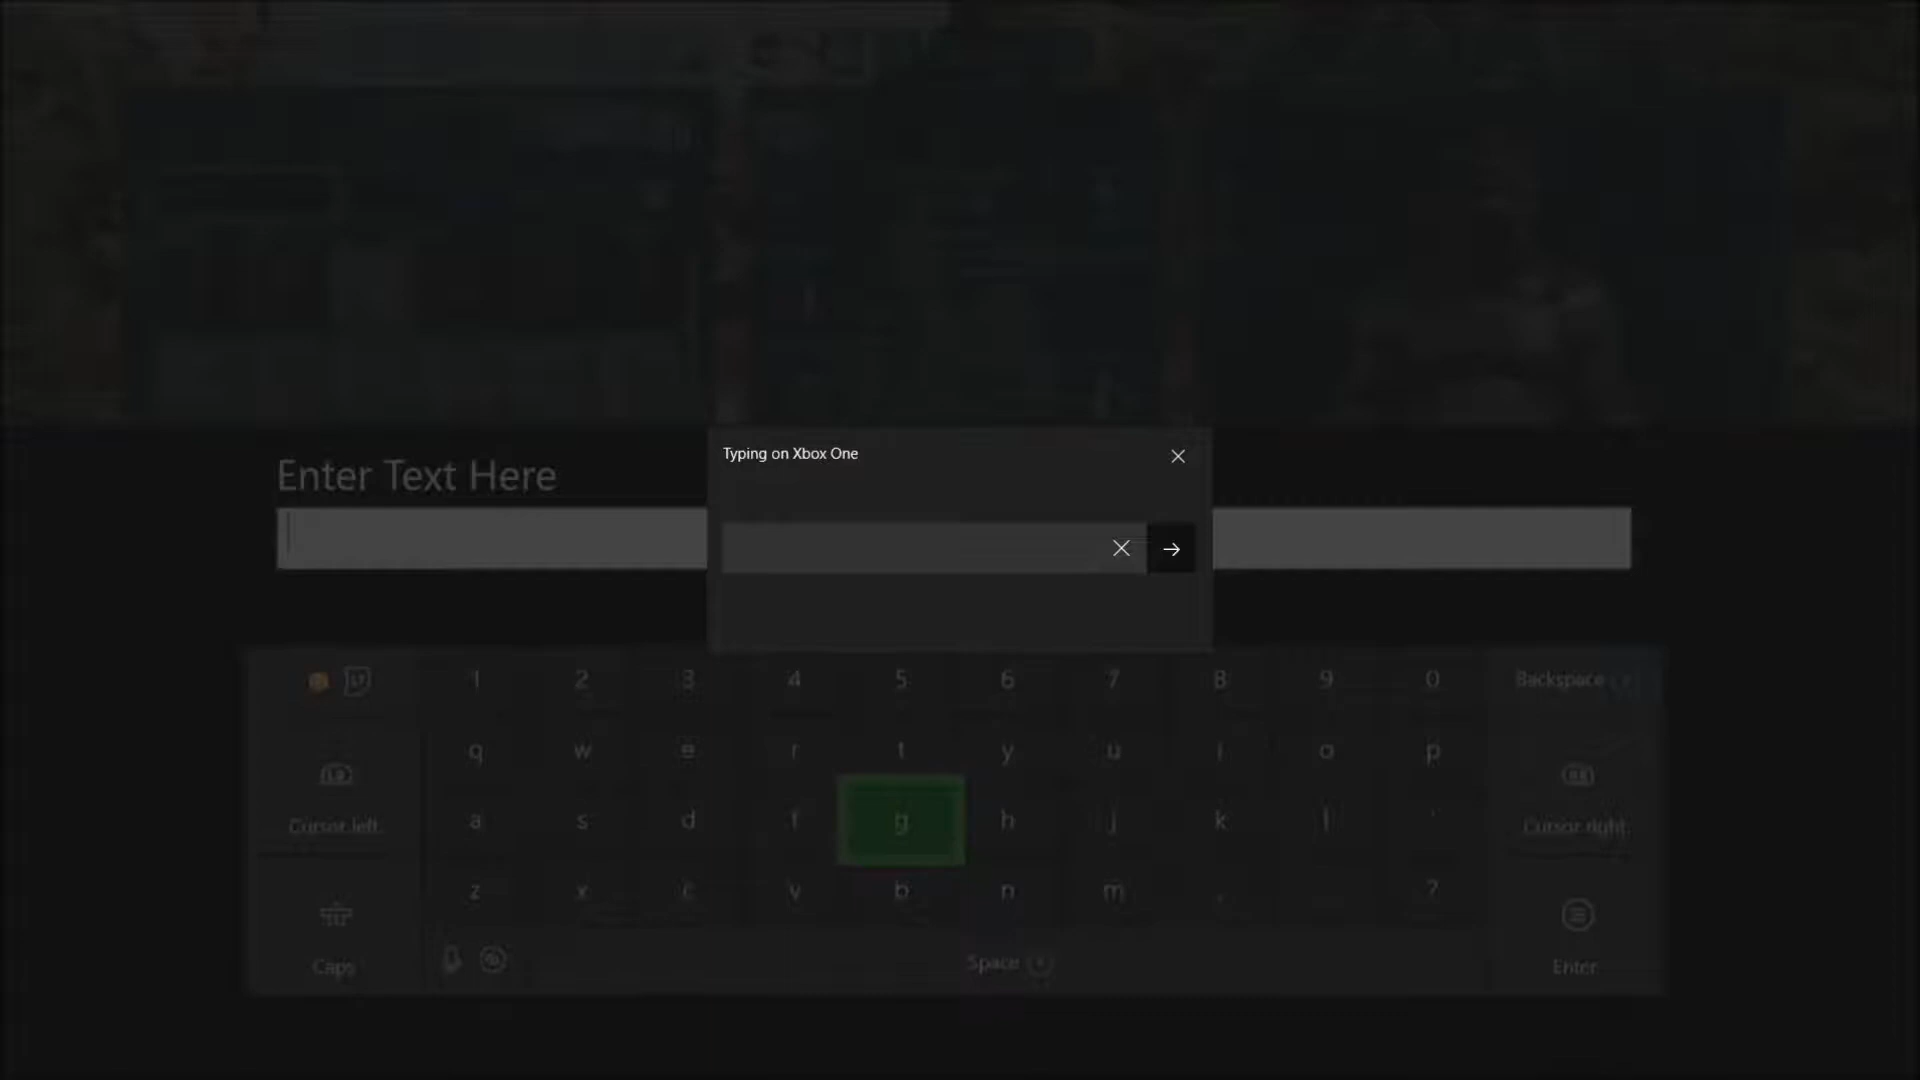 Typing on Xbox One
Enter Text Here
1 2 3 4 5 6 7 8 9 0 Backspace
q w e r t y u i o p
a s d f g h j k l '
Cursor left
Cursor right
z x c v b n m , ?
Caps
Space
Enter